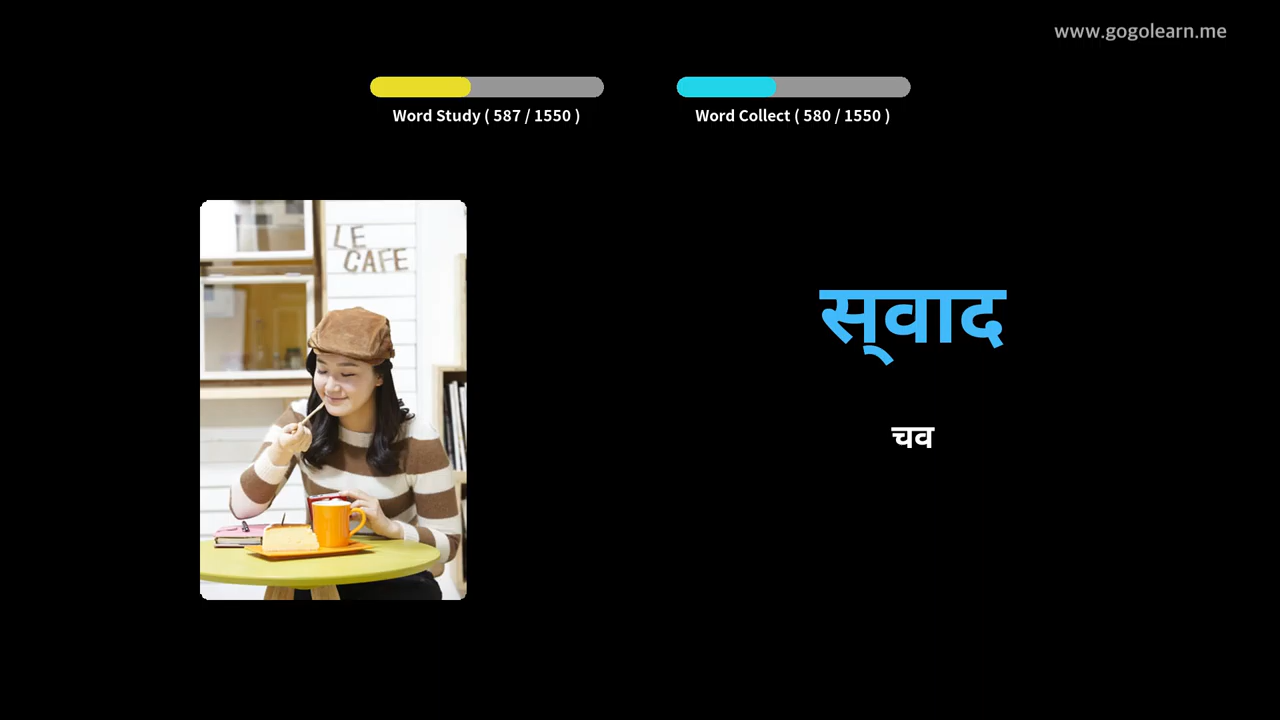 www.gogolearn.me
Word Study ( 587 / 1550 )
Word Collect ( 580 / 1550 )
LE
CAFE
स्वाद
चव